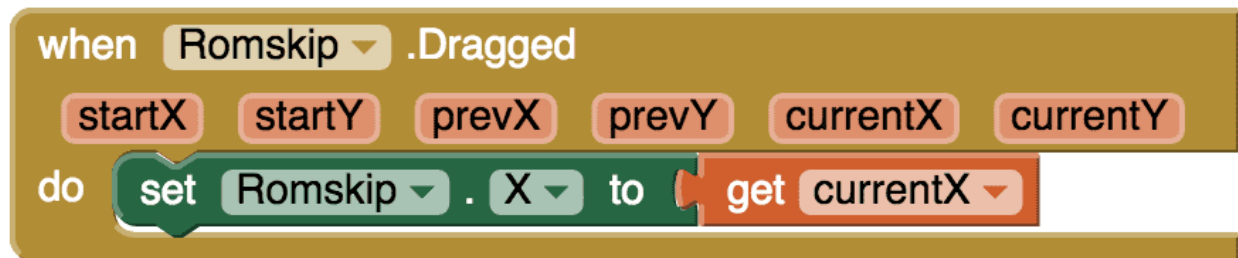 when Romskip .Dragged
startX startY prevX prevY currentX currentY
do set Romskip . X to get currentX